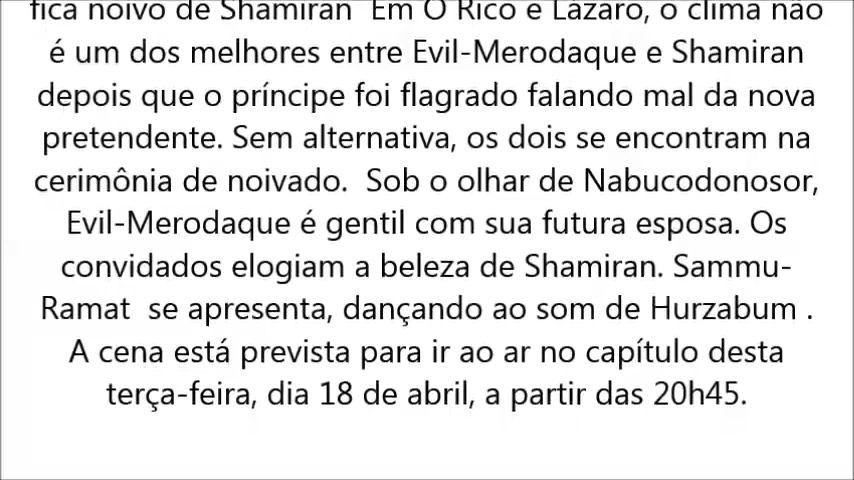 fica noivo de Shamiran  Em O Rico e Lázaro, o clima não
é um dos melhores entre Evil-Merodaque e Shamiran
depois que o príncipe foi flagrado falando mal da nova
pretendente. Sem alternativa, os dois se encontram na
cerimônia de noivado.  Sob o olhar de Nabucodonosor,
Evil-Merodaque é gentil com sua futura esposa. Os
convidados elogiam a beleza de Shamiran. Sammu-
Ramat  se apresenta, dançando ao som de Hurzabum .
A cena está prevista para ir ao ar no capítulo desta
terça-feira, dia 18 de abril, a partir das 20h45.